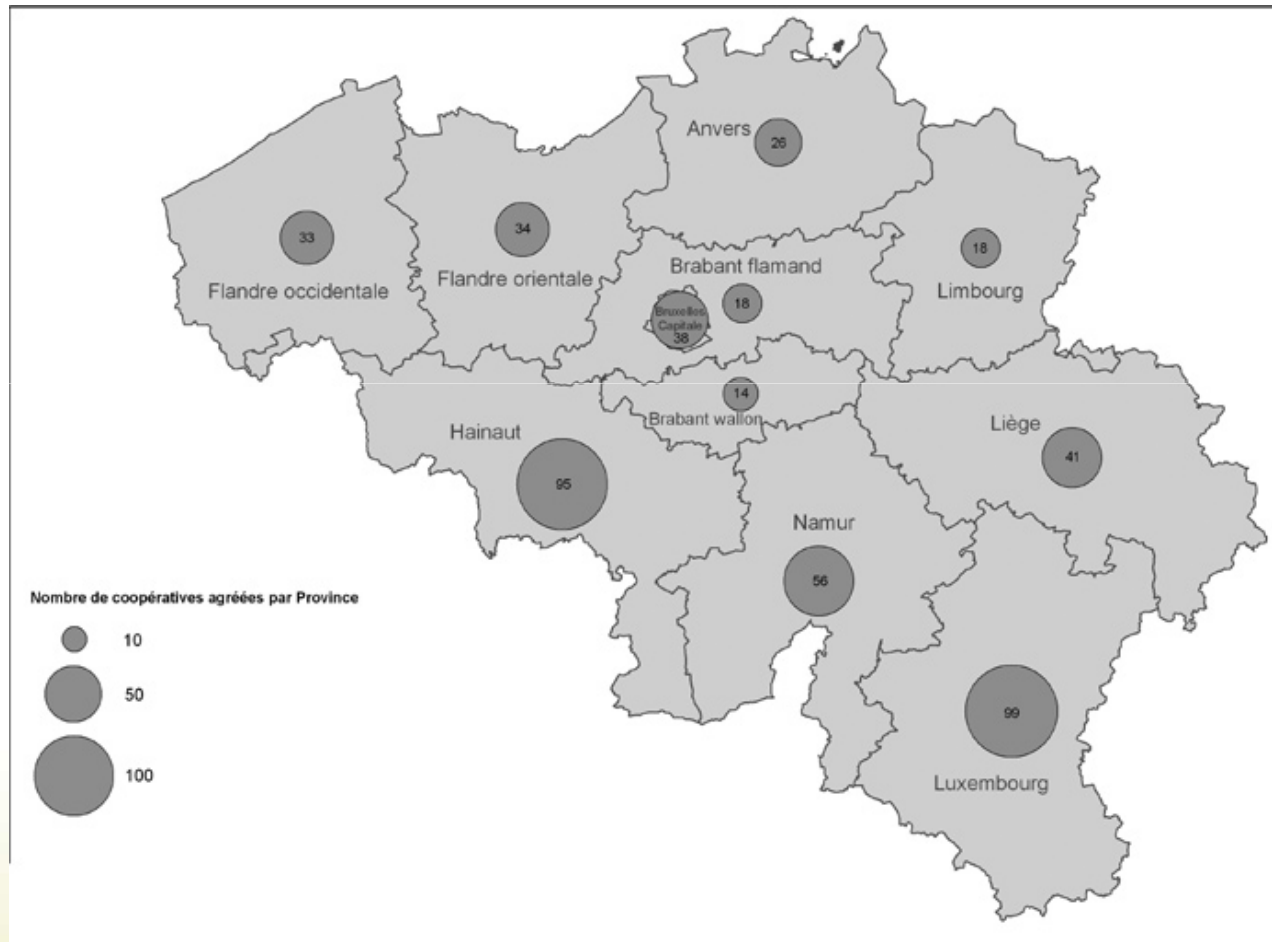 Anvers
26
33
Flandre occidentale
34
Flandre orientale
Brabant flamand
18
18
Limbourg
Bruxelles
Capitale
38
14
Brabant wallon
Hainaut
95
Liège
41
Namur
56
99
Luxembourg
Nombre de coopératives agréées par Province
10
50
100